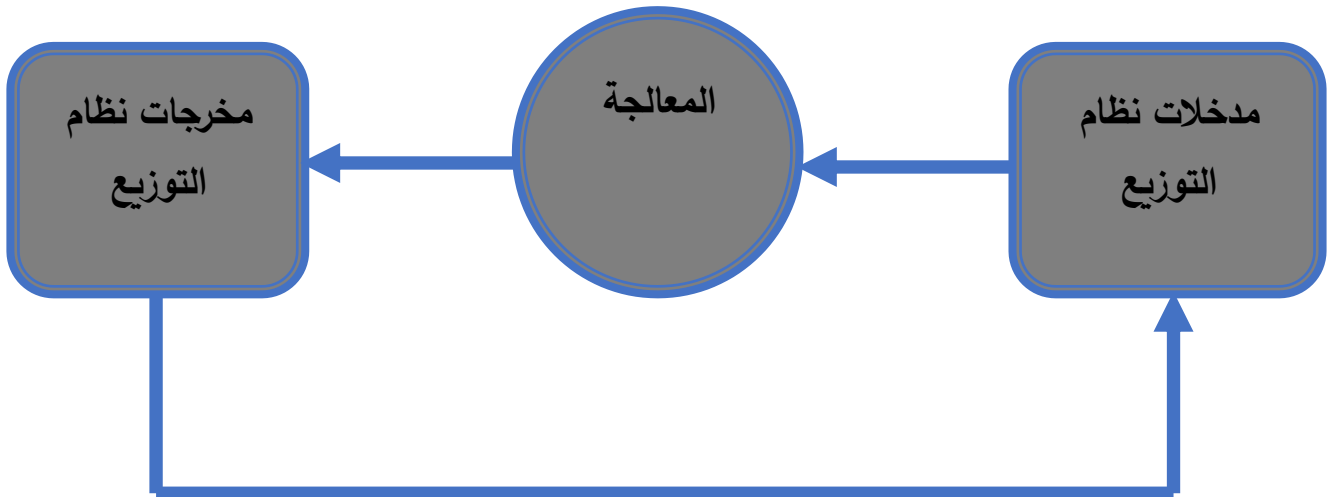 مدخلات نظام
التوزيع
المعالجة
مخرجات نظام
التوزيع